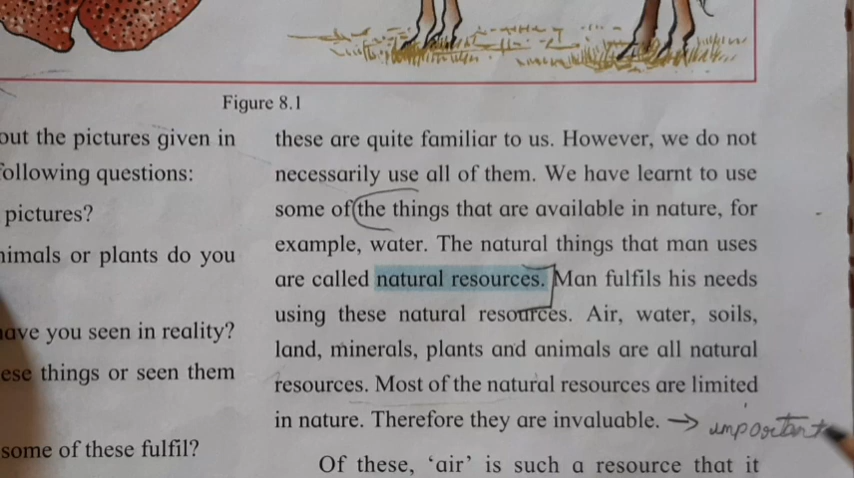 Figure 8.1
out the pictures given in
following questions:
pictures?
nimals or plants do you
have you seen in reality?
ese things or seen them
some of these fulfil?
these are quite familiar to us. However, we do not
necessarily use all of them. We have learnt to use
some of the things that are available in nature, for
example, water. The natural things that man uses
are called natural resources. Man fulfils his needs
using these natural resources. Air, water, soils,
land, minerals, plants and animals are all natural
resources. Most of the natural resources are limited
in nature. Therefore they are invaluable. → important
Of these, ‘air’ is such a resource that it